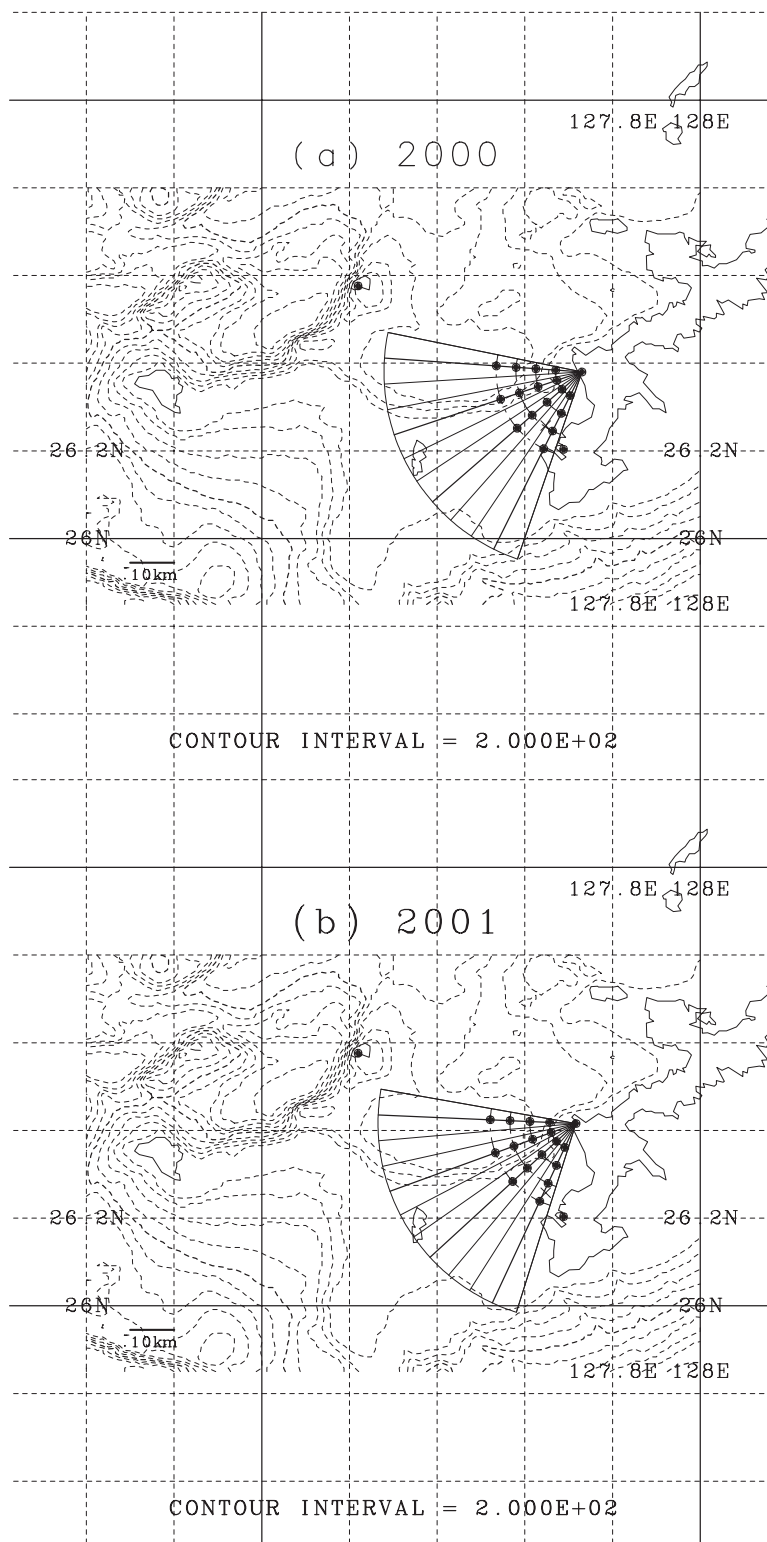 127.8E 128E
(a) 2000
26 2N 26 2N
26N 26N
10km
127.8E 128E
CONTOUR INTERVAL = 2.000E+02
127.8E 128E
(b) 2001
26 2N 26 2N
26N 26N
10km
127.8E 128E
CONTOUR INTERVAL = 2.000E+02